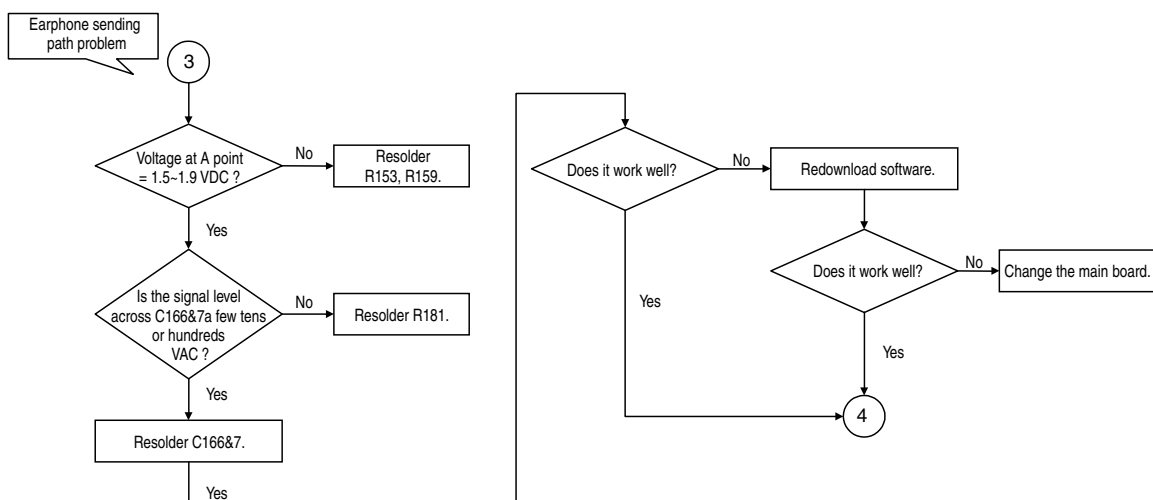 Earphone sending
path problem
3
Voltage at A point
= 1.5~1.9 VDC ?
No
Resolder
R153, R159.
Yes
Is the signal level
across C166&7a few tens
or hundreds
VAC ?
No
Resolder R181.
Yes
Resolder C166&7.
Yes
Does it work well?
No
Redownload software.
Does it work well?
No
Change the main board.
Yes
Yes
4